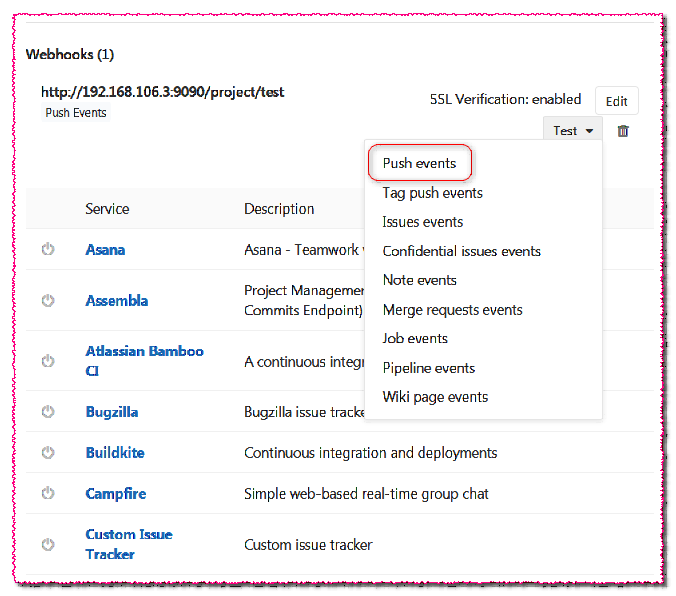 Webhooks (1)
http://192.168.106.3:9090/project/test
Push Events
SSL Verification: enabled
Edit
Test
Push events
Tag push events
Issues events
Confidential issues events
Note events
Merge requests events
Job events
Pipeline events
Wiki page events
Service Description
Asana Asana - Teamwork
Assembla Project Managemen
Commits Endpoint)
Atlassian Bamboo
CI
A continuous integr
Bugzilla Bugzilla issue tracke
Buildkite Continuous integration and deployments
Campfire Simple web-based real-time group chat
Custom Issue
Tracker
Custom issue tracker